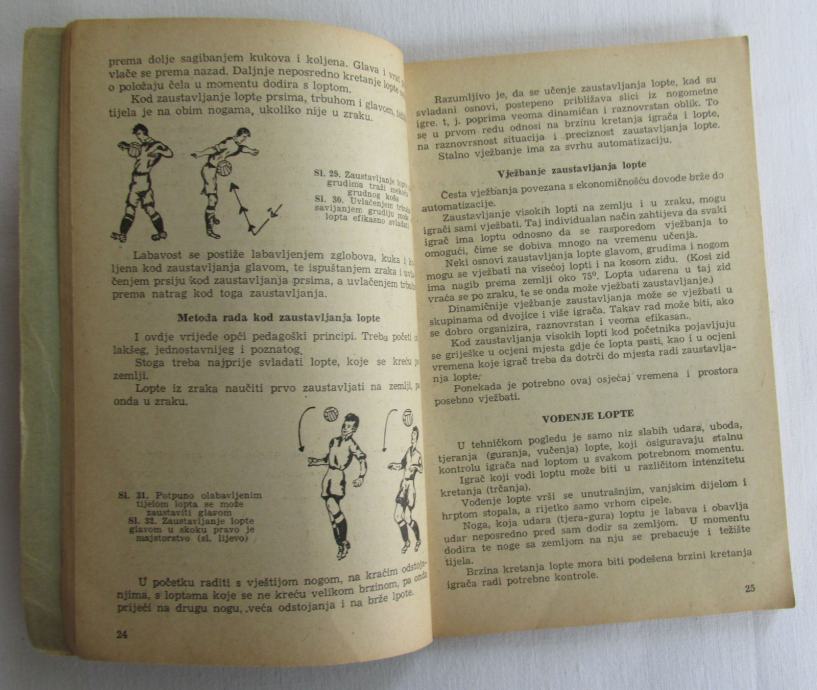 prema dolje sagibanjem kukova i koljena. Glava i
vlače se prema nazad. Daljnje neposredno kretanje lopte
o položaju čela u momentu dodira s loptom.
Kod zaustavljanje lopte prsima, trbuhom i glavom,
tijela je na obim nogama, ukoliko nije u zraku.
Sl. 29. Zaustavljanje
grudima traži
grudnog koša
Sl. 30. Uvlačenjem
savijanjem grudiju
lopta efikasno
Labavost se postiže labavljenjem zglobova, kuka i
ljena kod zaustavljanja glavom, te ispuštanjem zraka i
čenjem prsiju kod zaustavljanja prsima, a uvlačenjem
prema natrag kod toga zaustavljanja.
Metoda rada kod zaustavljanja lopte
I ovdje vrijede opći pedagoški principi. Treba početi
lakšeg, jednostavnijeg i poznatog.
Stoga treba najprije svladati lopte, koje se kreću
zemlji.
Lopte iz zraka naučiti prvo zaustavljati na zemlji,
onda u zraku.
Sl. 31. Potpuno olabavljenim
tijelom lopta se može
zaustaviti glavom
Sl. 32. Zaustavljanje lopte
glavom u skoku pravo je
majstorstvo (sl. lijevo)
U početku raditi s vještijom nogom, na kraćim
njima, s loptama koje se ne kreću velikom brzinom, pa onda
prijeći na drugu nogu, veća odstojanja i na brže lpote.
24
Razumljivo je, da se učenje zaustavljanja lopte, kad su
svladani osnovi, postepeno približava slici iz nogometne
igre. t. j. poprima veoma dinamičan i raznovrstan oblik. To
se u prvom redu odnosi na brzinu kretanja igrača i lopte,
na raznovrsnost situacija i preciznost zaustavljanja lopte.
Stalno vježbanje ima za svrhu automatizaciju.
Vježbanje zaustavljanja lopte
Česta vježbanja povezana s ekonomičnošću dovode brže do
automatizacije.
Zaustavljanje visokih lopti na zemlji i u zraku, mogu
igrači sami vježbati. Taj individualan način zahtijeva da svaki
igrač ima loptu odnosno da se rasporedom vježbanja to
omogući, čime se dobiva mnogo na vremenu učenja.
Neki osnovi zaustavljanja lopte glavom, grudima i nogom
mogu se vježbati na visećoj lopti i na kosom zidu. (Kosi zid
ima nagib prema zemlji oko 75⁰. Lopta udarena u taj zid
vraća se po zraku, te se onda može vježbati zaustavljanje.)
Dinamičnije vježbanje zaustavljanja može se vježbati u
skupinama od dvojice i više igrača. Takav rad može biti, ako
se dobro organizira, raznovrstan i veoma efikasan.
Kod zaustavljanja visokih lopti kod početnika pojavljuju
se griješke u ocjeni mjesta gdje će lopta pasti, kao i u ocjeni
vremena koje igrač treba da dotrči do mjesta radi zaustavlja-
nja lopte.
Ponekada je potrebno ovaj osjećaj vremena i prostora
posebno vježbati.
VOĐENJE LOPTE
U tehničkom pogledu je samo niz slabih udara, uboda,
tjeranja (guranja, vučenja) lopte, koji osiguravaju stalnu
kontrolu igrača nad loptom u svakom potrebnom momentu.
Igrač koji vodi loptu može biti u različitom intenzitetu
kretanja (trčanja).
Vođenje lopte vrši se unutrašnjim, vanjskim dijelom i
hrptom stopala, a rijetko samo vrhom cipele.
Noga, koja udara (tjera-gura) loptu je labava i obavlja
udar neposredno pred sam dodir sa zemljom. U momentu
dodira te noge sa zemljom na nju se prebacuje i težište
tijela.
Brzina kretanja lopte mora biti podešena brzini kretanja
igrača radi potrebne kontrole.
25